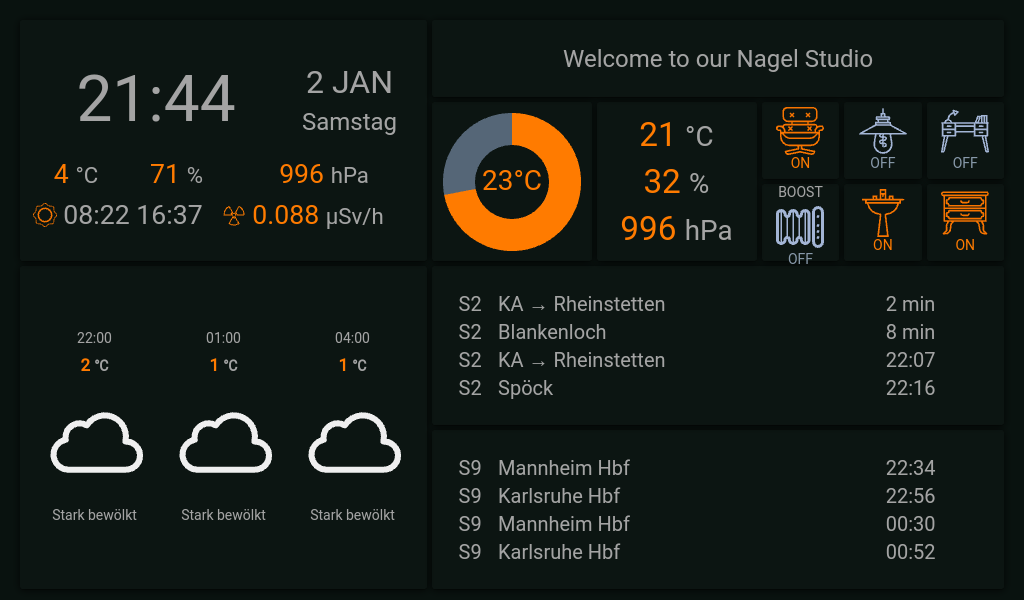 21:44
2 JAN
Samstag
4 °C 71 % 996 hPa
08:22 16:37 0.088 µSv/h
Welcome to our Nagel Studio
23°C
21 °C
32 %
996 hPa
ON
OFF
OFF
BOOST
OFF
ON
ON
22:00 01:00 04:00
2 °C 1 °C 1 °C
Stark bewölkt Stark bewölkt Stark bewölkt
S2 KA → Rheinstetten 2 min
S2 Blankenloch 8 min
S2 KA → Rheinstetten 22:07
S2 Spöck 22:16
S9 Mannheim Hbf 22:34
S9 Karlsruhe Hbf 22:56
S9 Mannheim Hbf 00:30
S9 Karlsruhe Hbf 00:52